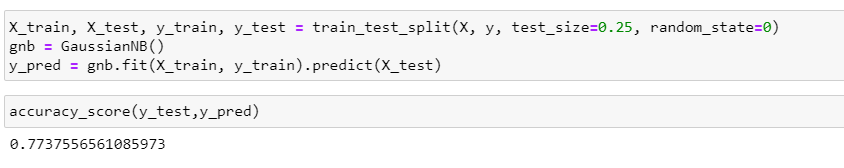 X_train, X_test, y_train, y_test = train_test_split(X, y, test_size=0.25, random_state=0)
gnb = GaussianNB()
y_pred = gnb.fit(X_train, y_train).predict(X_test)
accuracy_score(y_test,y_pred)
0.7737556561085973